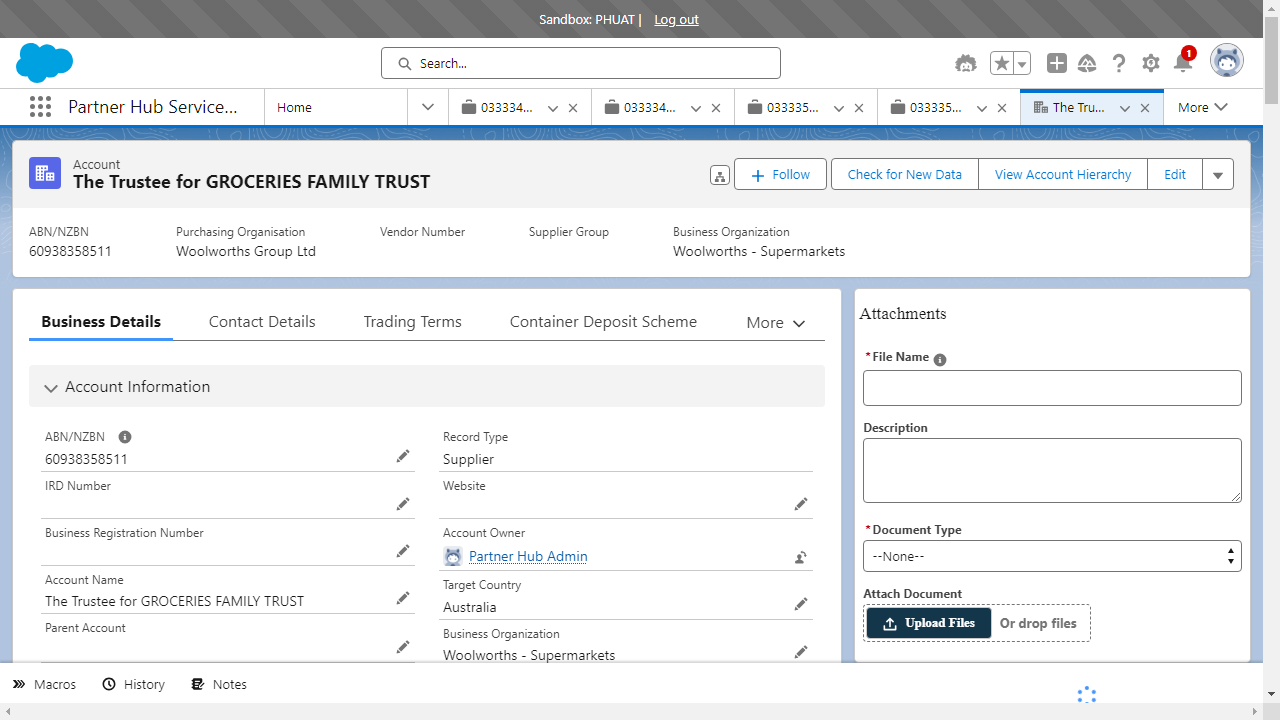 Sandbox: PHUAT | Log out
Search...
1
Partner Hub Service...
Home
033334...
033334...
033335...
033335...
The Tru...
More
Account
The Trustee for GROCERIES FAMILY TRUST
Follow
Check for New Data
View Account Hierarchy
Edit
ABN/NZBN
60938358511
Purchasing Organisation
Woolworths Group Ltd
Vendor Number
Supplier Group
Business Organization
Woolworths - Supermarkets
Business Details
Contact Details
Trading Terms
Container Deposit Scheme
More
Account Information
ABN/NZBN
60938358511
Record Type
Supplier
IRD Number
Website
Business Registration Number
Account Owner
Partner Hub Admin
Account Name
The Trustee for GROCERIES FAMILY TRUST
Target Country
Australia
Parent Account
Business Organization
Woolworths - Supermarkets
Attachments
*File Name
Description
*Document Type
--None--
Attach Document
Upload Files
Or drop files
Macros
History
Notes